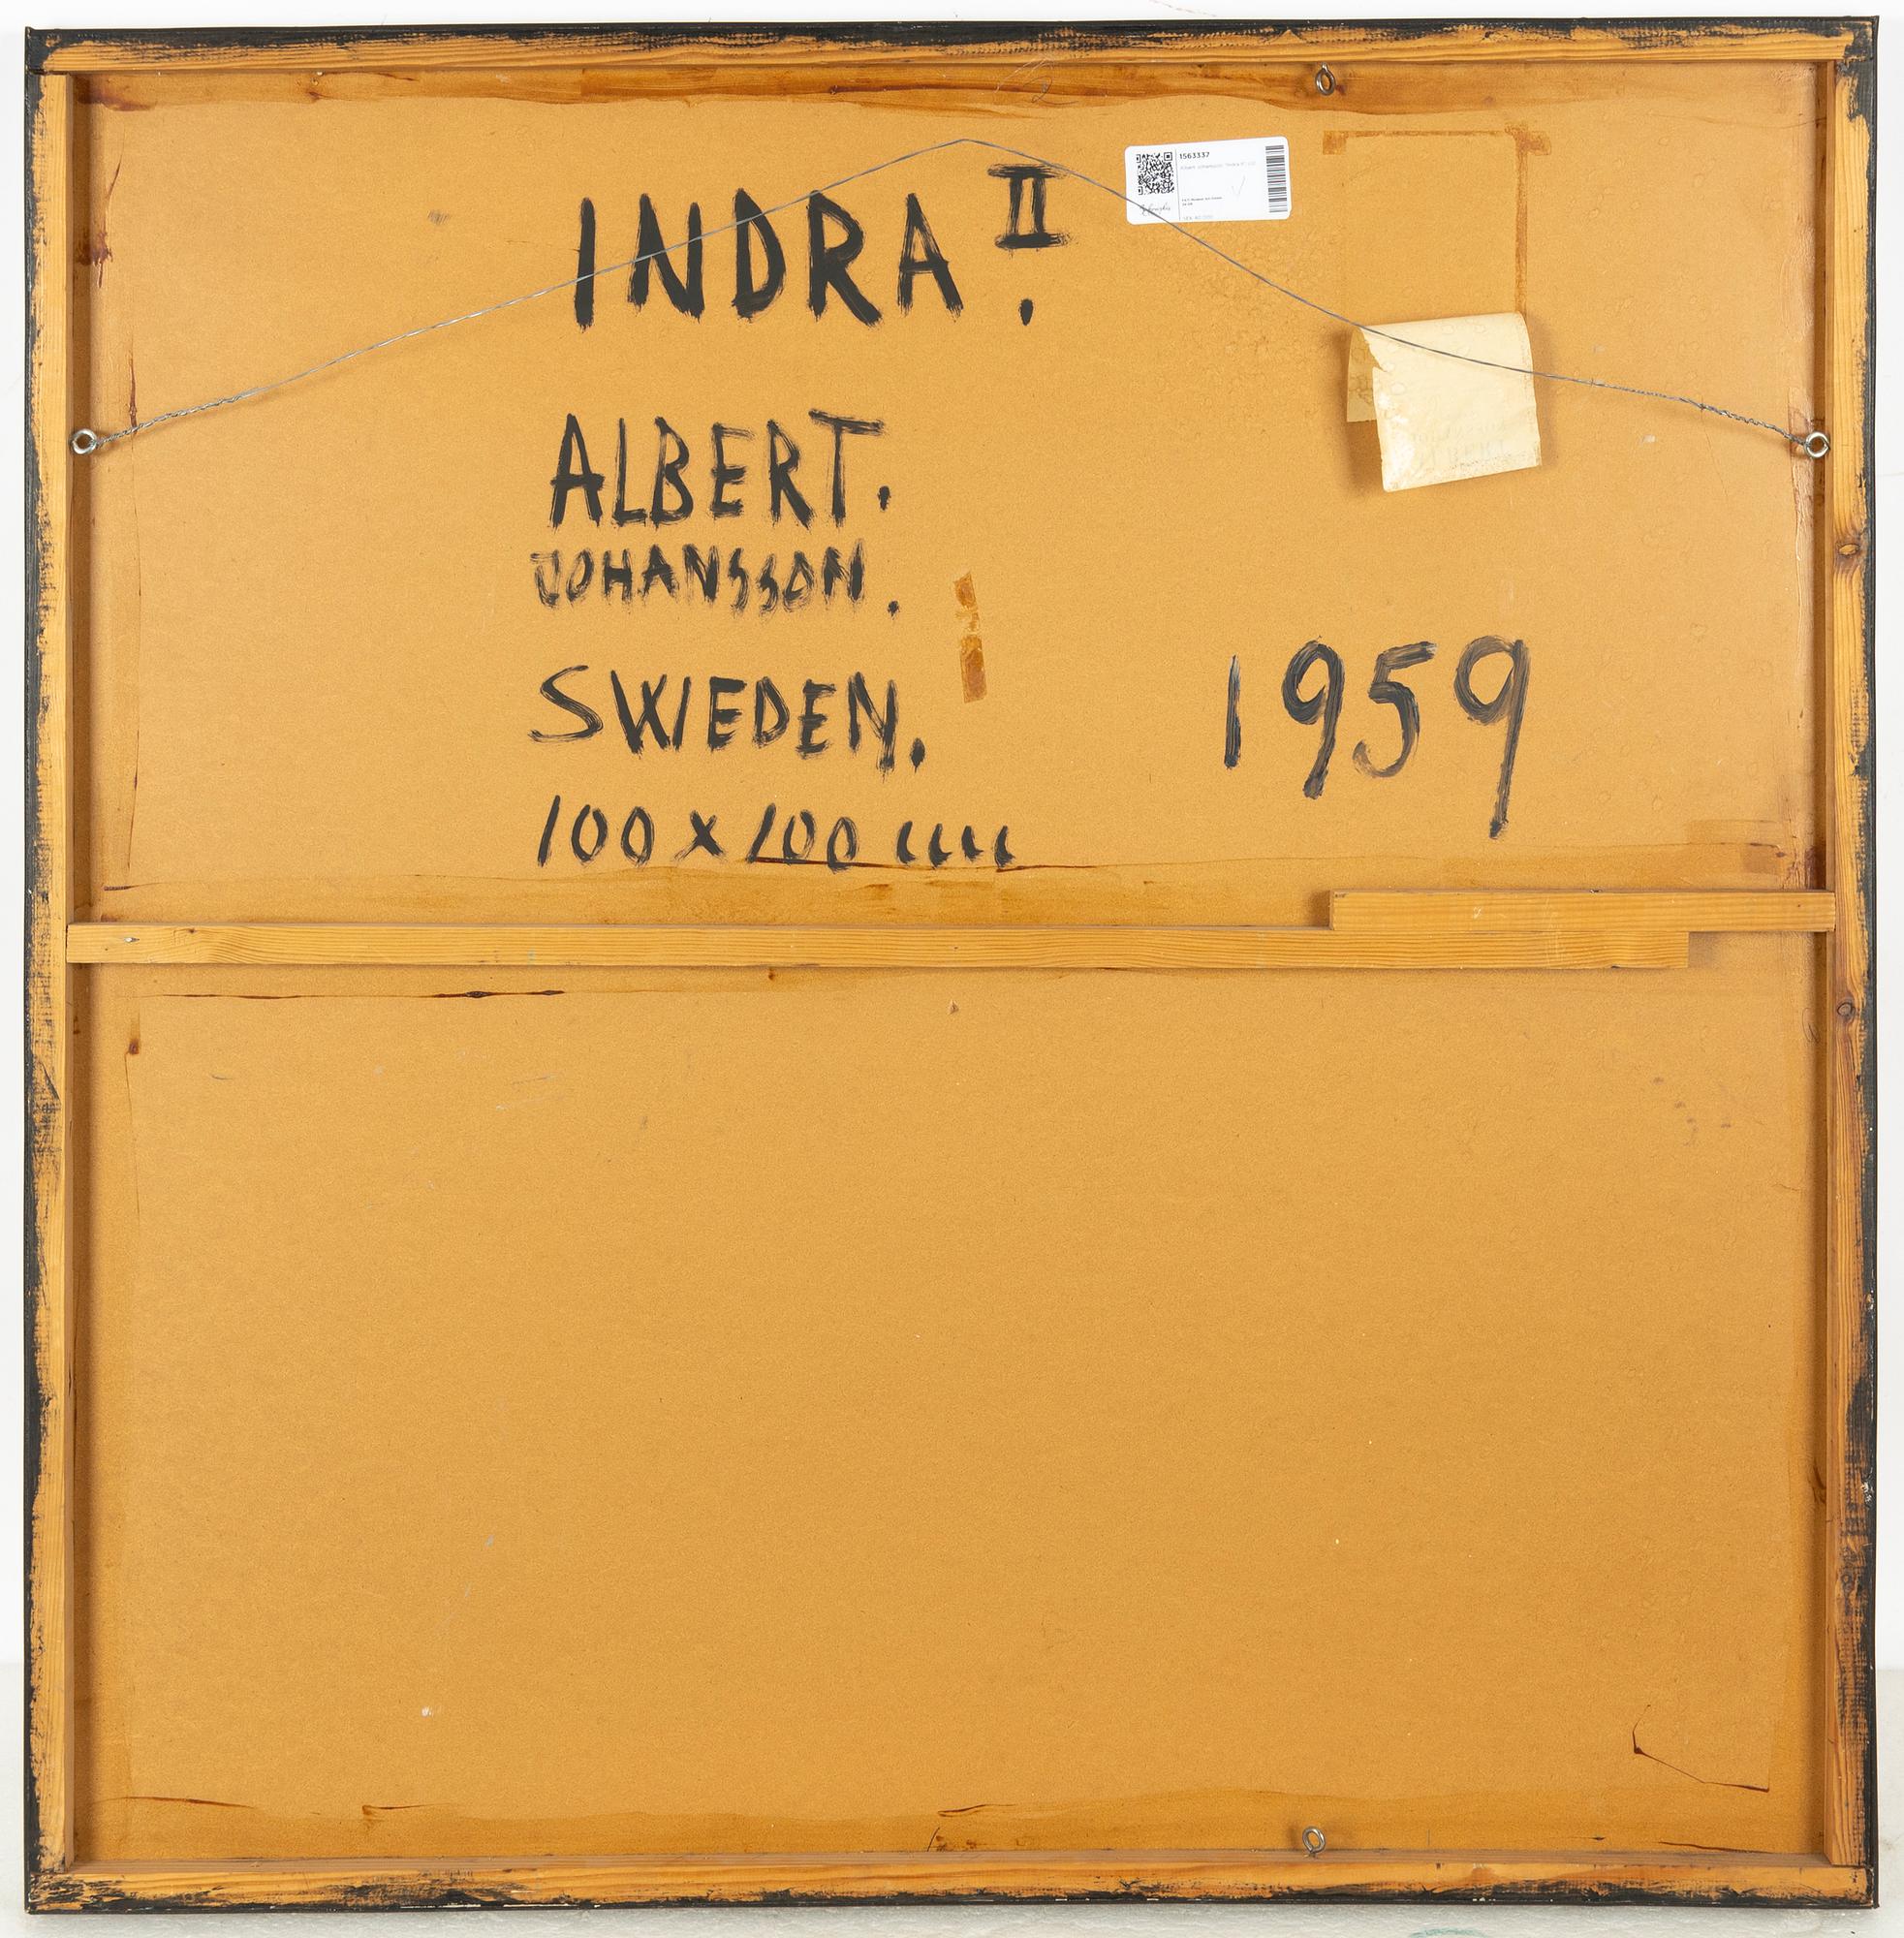 INDRA. II
1563337
ALBERT.
JOHANSSON.
SWEDEN.
1959
100 x 100 cm